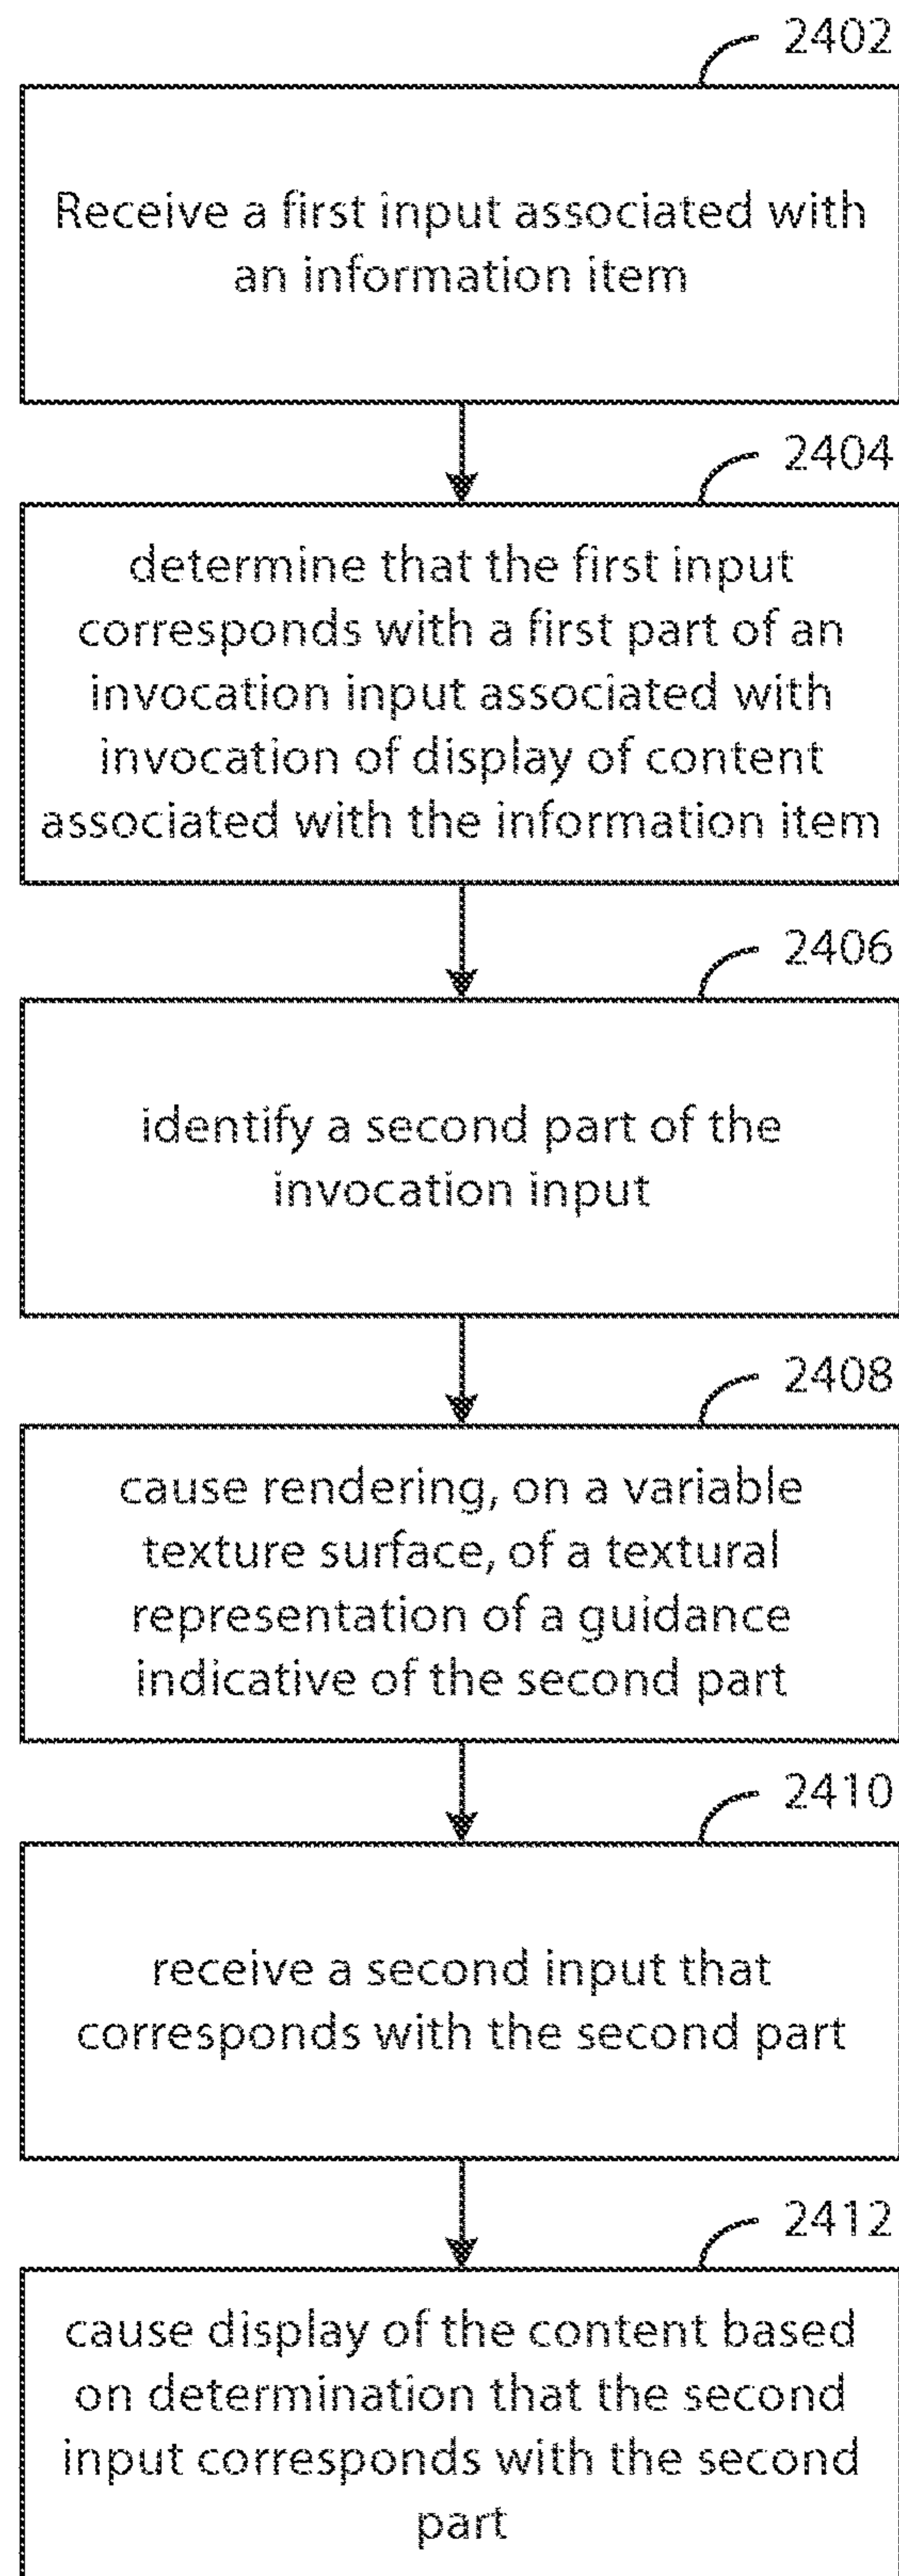 2402
Receive a first input associated with
an information item
2404
determine that the first input
corresponds with a first part of an
invocation input associated with
invocation of display of content
associated with the information item
2406
identify a second part of the
invocation input
2408
cause rendering, on a variable
texture surface, of a textural
representation of a guidance
indicative of the second part
2410
receive a second input that
corresponds with the second part
2412
cause display of the content based
on determination that the second
input corresponds with the second
part